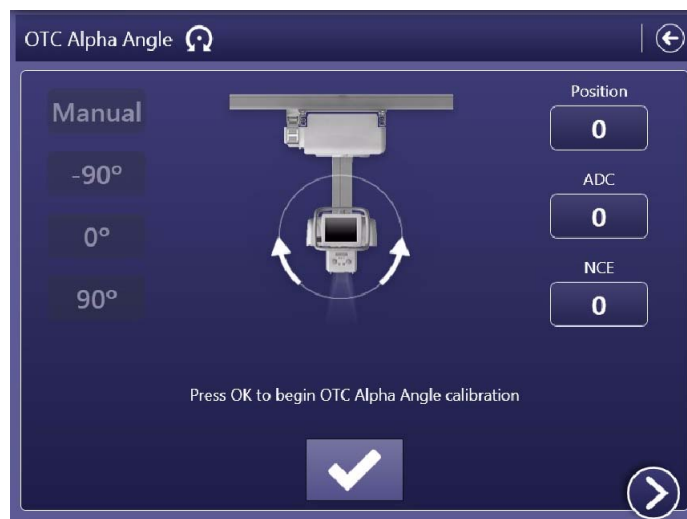 OTC Alpha Angle
Manual
-90°
0°
90°
Position
0
ADC
0
NCE
0
Press OK to begin OTC Alpha Angle calibration